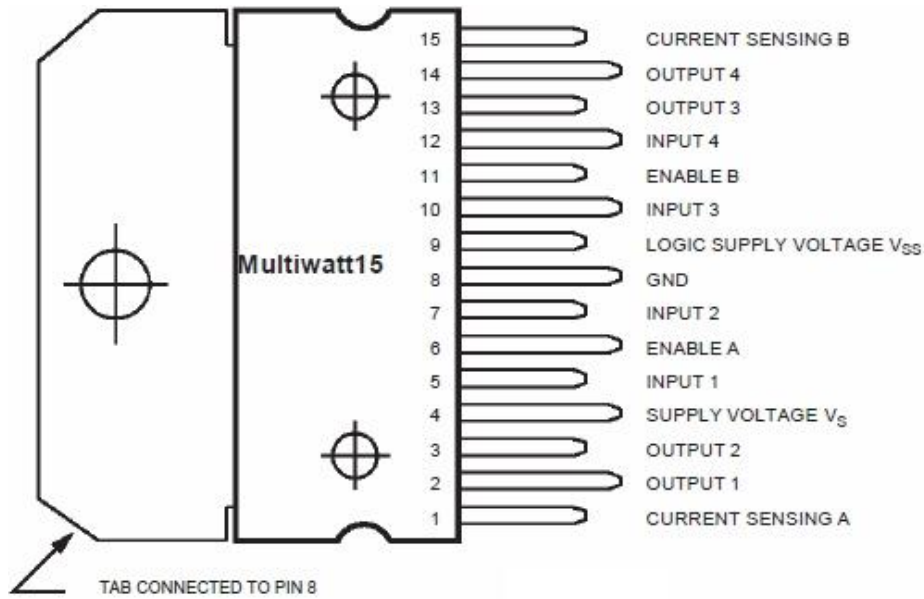 15 CURRENT SENSING B
14 OUTPUT 4
13 OUTPUT 3
12 INPUT 4
11 ENABLE B
10 INPUT 3
9 LOGIC SUPPLY VOLTAGE VSS
Multiwatt15
8 GND
7 INPUT 2
6 ENABLE A
5 INPUT 1
4 SUPPLY VOLTAGE VS
3 OUTPUT 2
2 OUTPUT 1
1 CURRENT SENSING A
TAB CONNECTED TO PIN 8